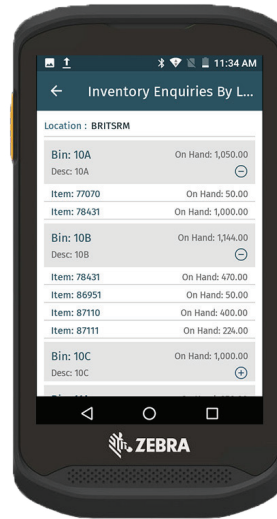 11:34 AM
Inventory Enquiries By L...
Location : BRITSRM
Bin: 10A On Hand: 1,050.00
Desc: 10A
Item: 77070 On Hand: 50.00
Item: 78431 On Hand: 1,000.00
Bin: 10B On Hand: 1,144.00
Desc: 10B
Item: 78431 On Hand: 470.00
Item: 86951 On Hand: 50.00
Item: 87110 On Hand: 400.00
Item: 87111 On Hand: 224.00
Bin: 10C On Hand: 1,000.00
Desc: 10C
ZEBRA